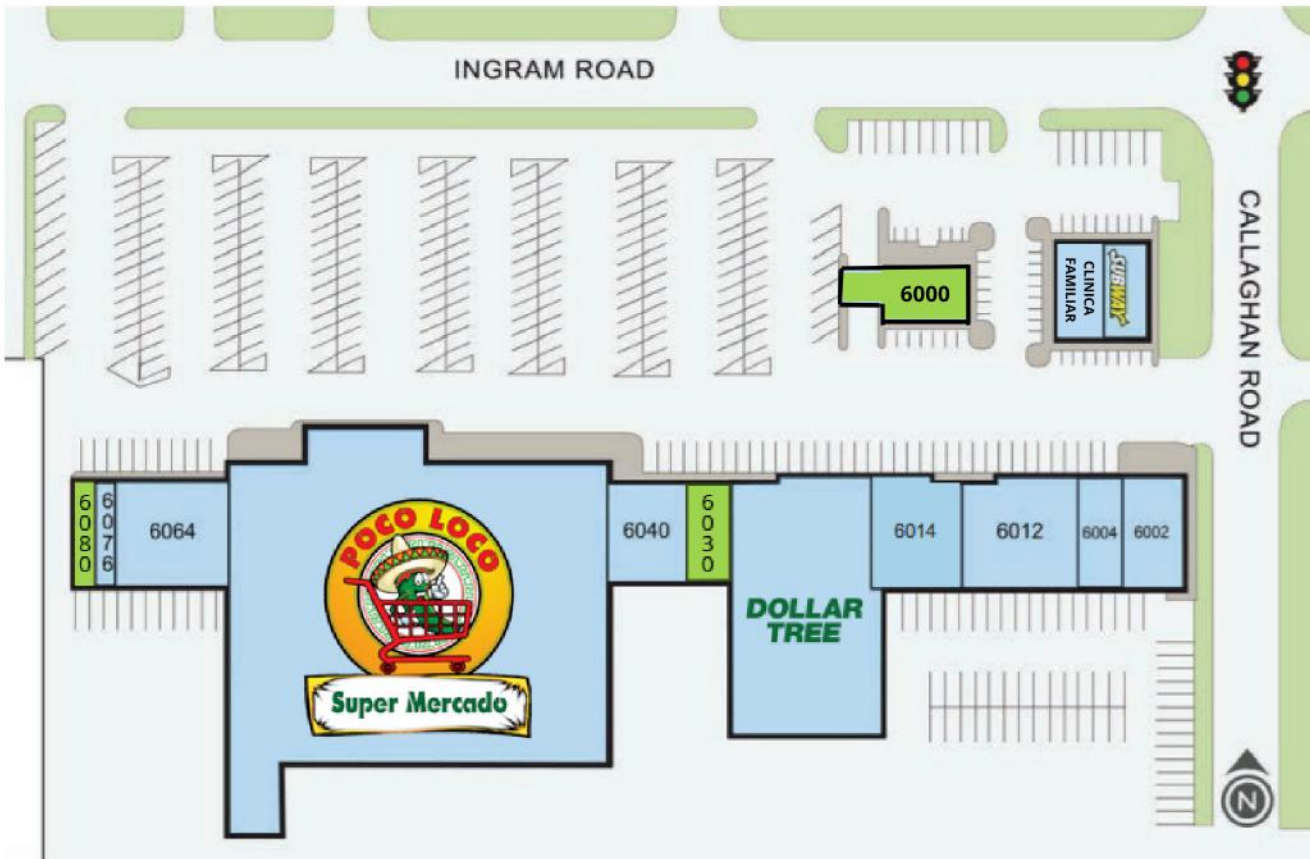 INGRAM ROAD
CALLAGHAN ROAD
6000
CLINICA
FAMILIAR
SUBWAY
6080
6076
6064
POCO LOCO
Super Mercado
6040
6030
DOLLAR
TREE
6014
6012
6004
6002
N